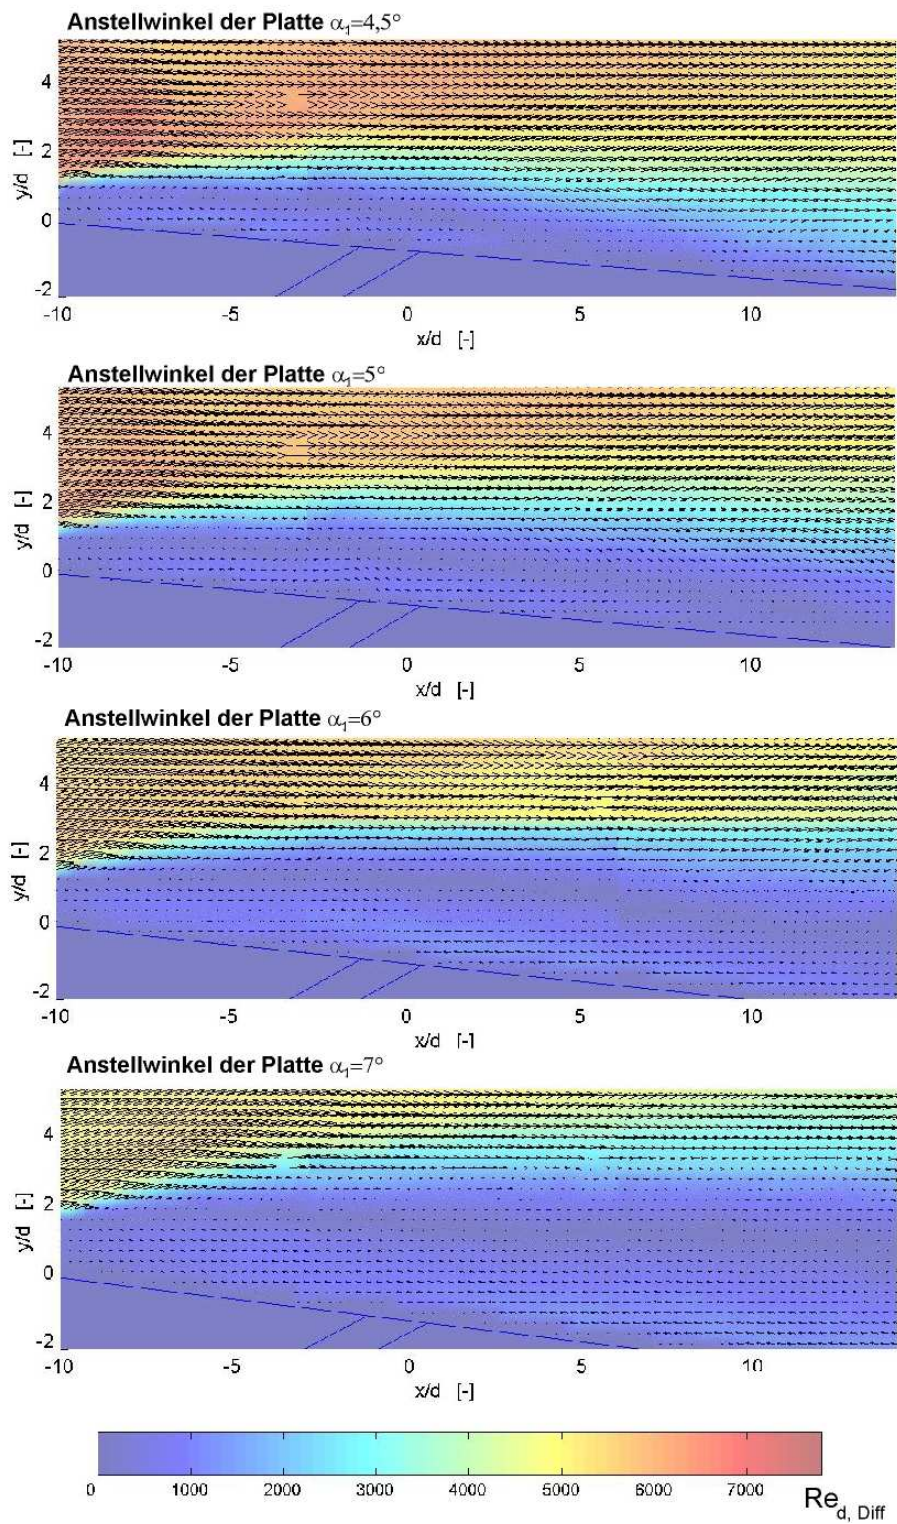 Anstellwinkel der Platte α₁=4,5°
4
2
0
-2
y/d [-]
-10 -5 0 5 10
x/d [-]
Anstellwinkel der Platte α₁=5°
4
2
0
-2
y/d [-]
-10 -5 0 5 10
x/d [-]
Anstellwinkel der Platte α₁=6°
4
2
0
-2
y/d [-]
-10 -5 0 5 10
x/d [-]
Anstellwinkel der Platte α₁=7°
4
2
0
-2
y/d [-]
-10 -5 0 5 10
x/d [-]
0 1000 2000 3000 4000 5000 6000 7000
Re d, Diff